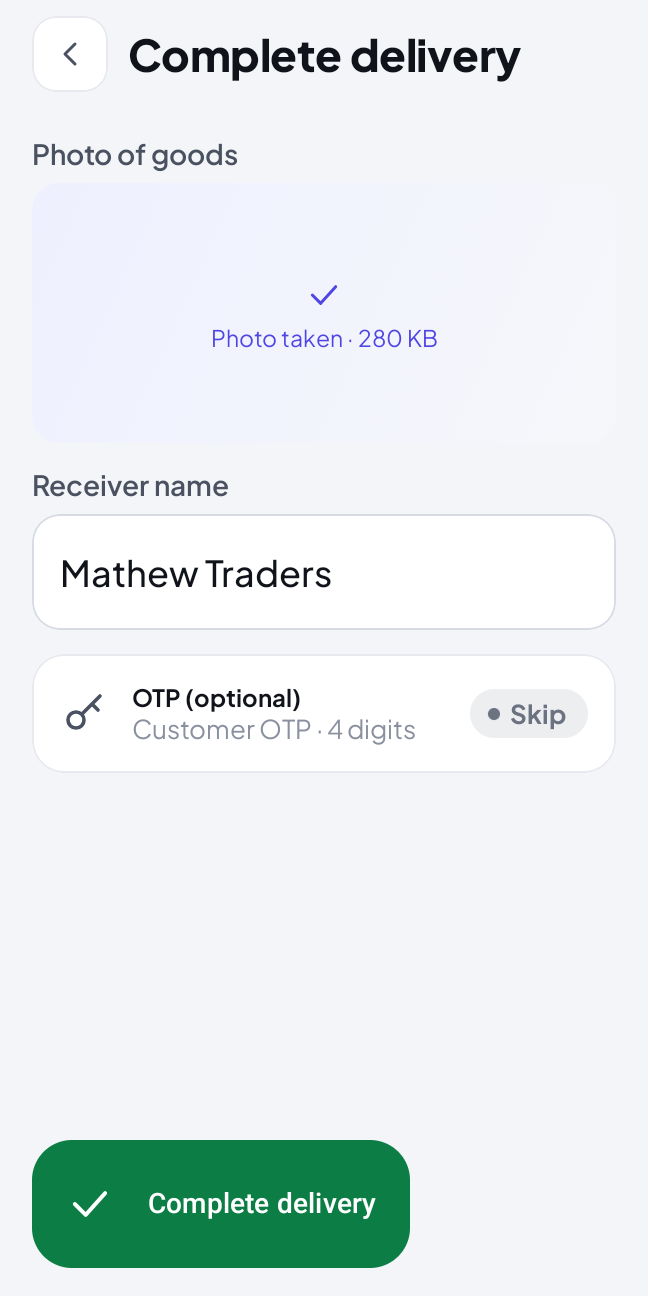 Complete delivery
Photo of goods
Photo taken · 280 KB
Receiver name
Mathew Traders
OTP (optional)
Customer OTP · 4 digits
Skip
Complete delivery